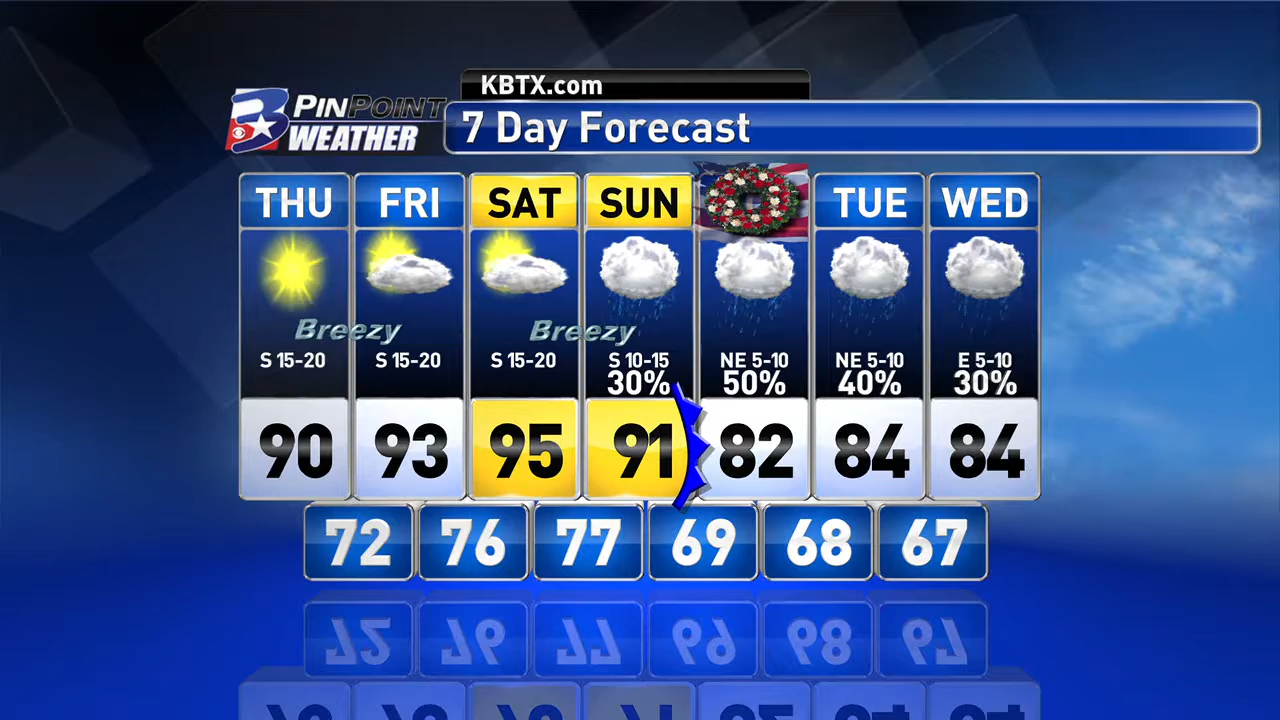 KBTX.com
3 PINPOINT
WEATHER
7 Day Forecast
THU FRI SAT SUN TUE WED
Breezy Breezy
S 15-20 S 15-20 S 15-20 S 10-15 NE 5-10 NE 5-10 E 5-10
30% 50% 40% 30%
90 93 95 91 82 84 84
72 76 77 69 68 67